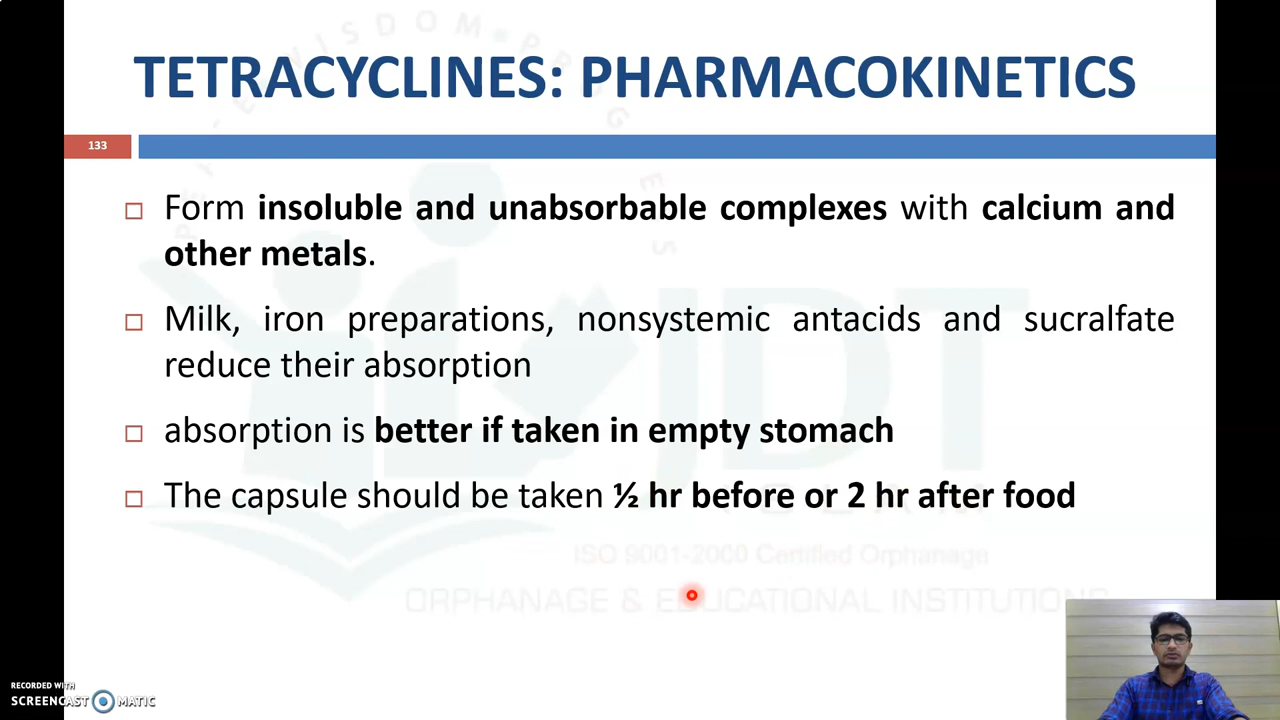 TETRACYCLINES: PHARMACOKINETICS
133
Form insoluble and unabsorbable complexes with calcium and
other metals.
Milk, iron preparations, nonsystemic antacids and sucralfate
reduce their absorption
absorption is better if taken in empty stomach
The capsule should be taken ½ hr before or 2 hr after food
JDT
ISO 9001-2000 Certified Orphanage
ORPHANAGE & EDUCATIONAL INSTITUTIONS
RECORDED WITH
SCREENCAST MATIC